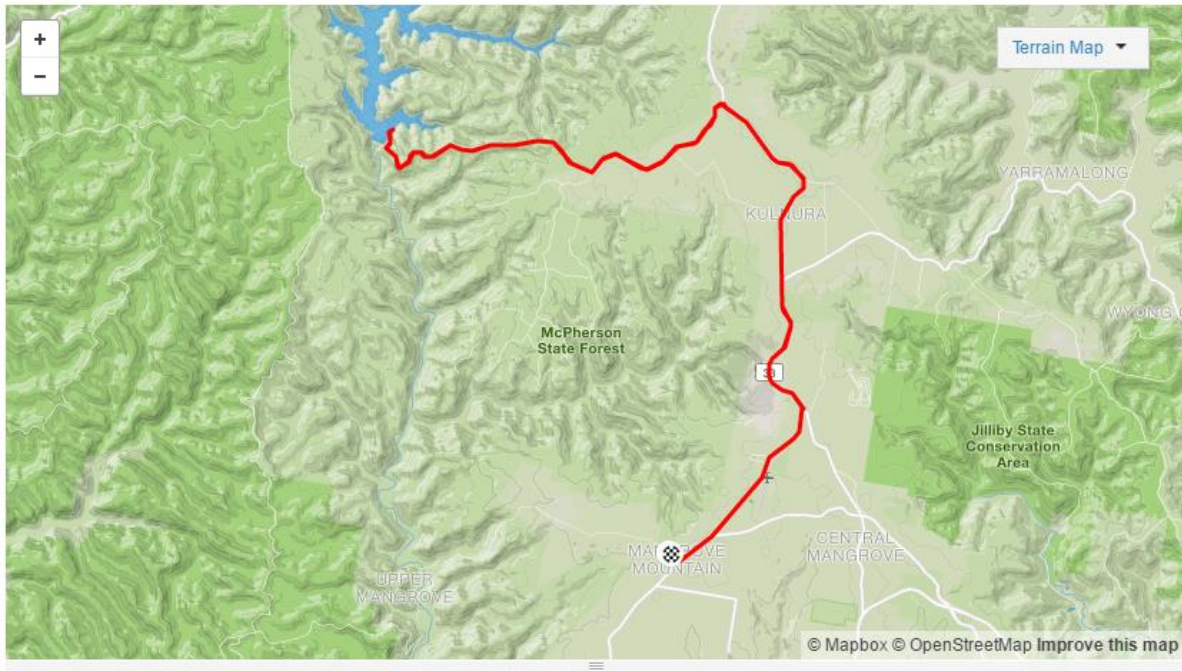 +
−
Terrain Map
YARRAMALONG
KULNURA
McPherson
State Forest
33
Jilliby State
Conservation
Area
MANGROVE
MOUNTAIN
CENTRAL
MANGROVE
UPPER
MANGROVE
© Mapbox © OpenStreetMap Improve this map